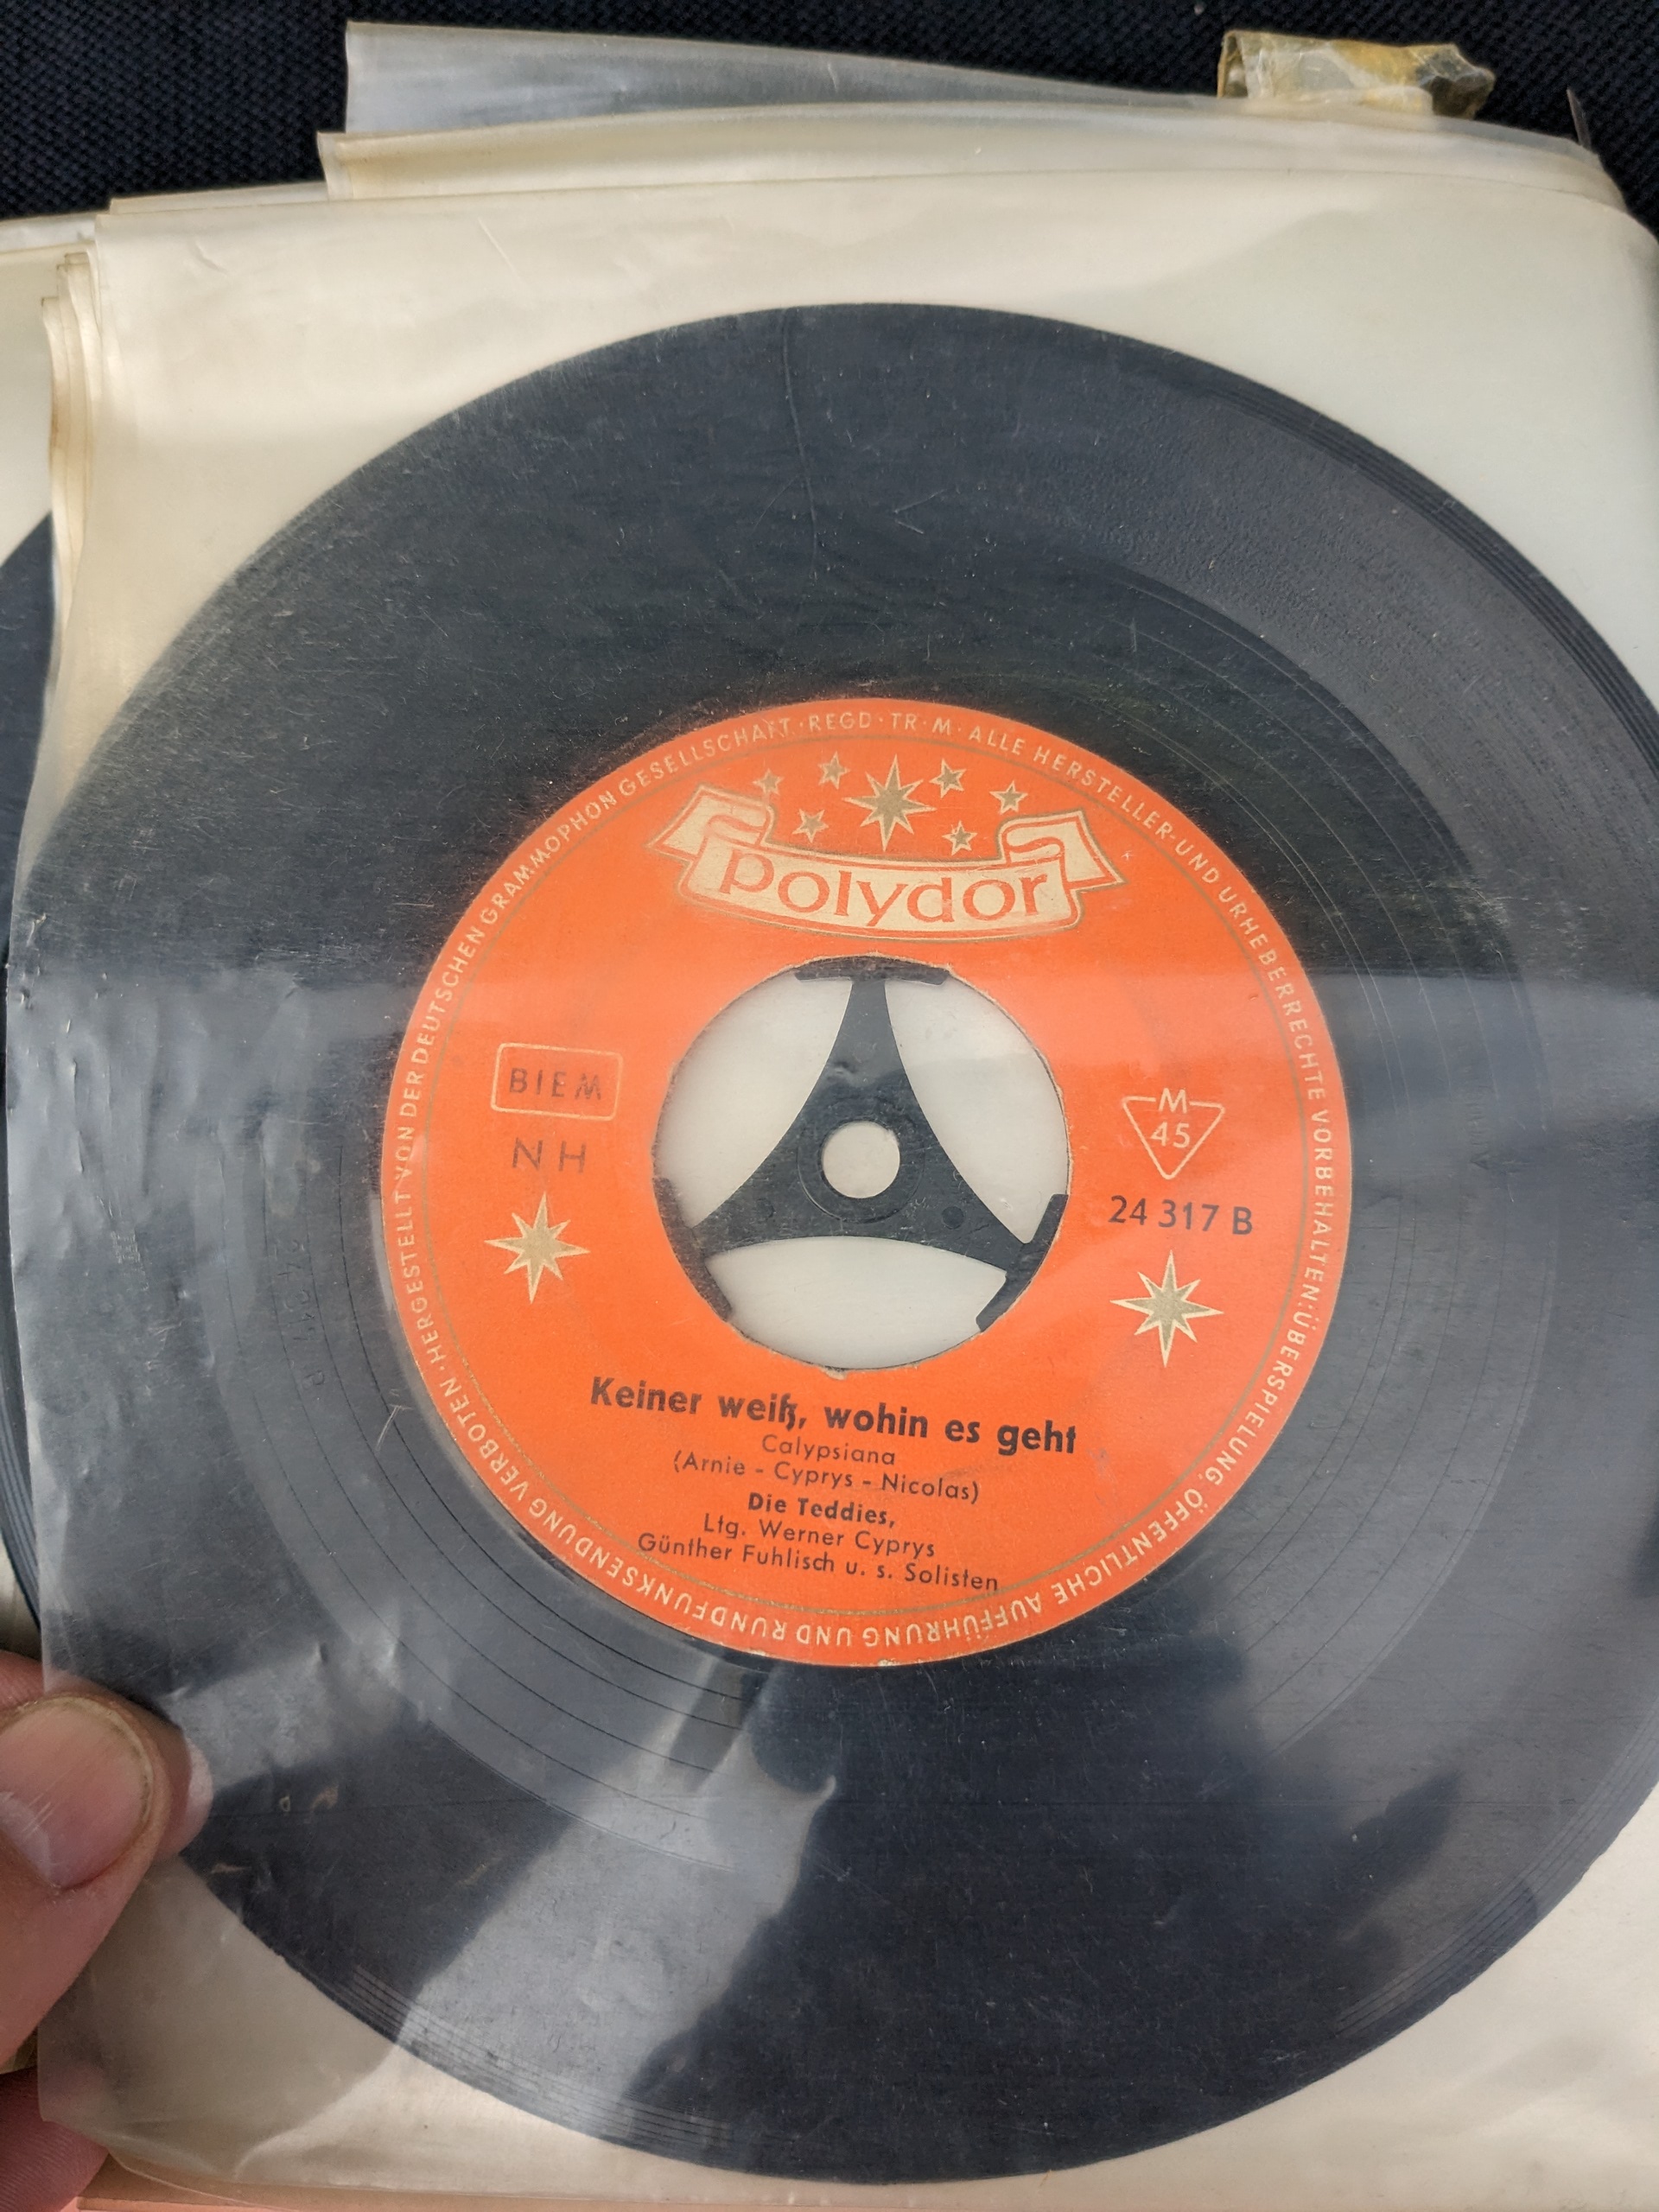 HERGESTELLT VON DER DEUTSCHEN GRAMMOPHON GESELLSCHAFT · REGD · TR · M · ALLE HERSTELLER- UND URHEBERRECHTE VORBEHALTEN: ÜBERSPIELUNG, ÖFFENTLICHE AUFFÜHRUNG UND RUNDFUNKSENDUNG VERBOTEN ·
polydor
BIEM
NH
M
45
24 317 B
Keiner weiß, wohin es geht
Calypsiana
(Arnie - Cyprys - Nicolas)
Die Teddies,
Ltg. Werner Cyprys
Günther Fuhlisch u. s. Solisten